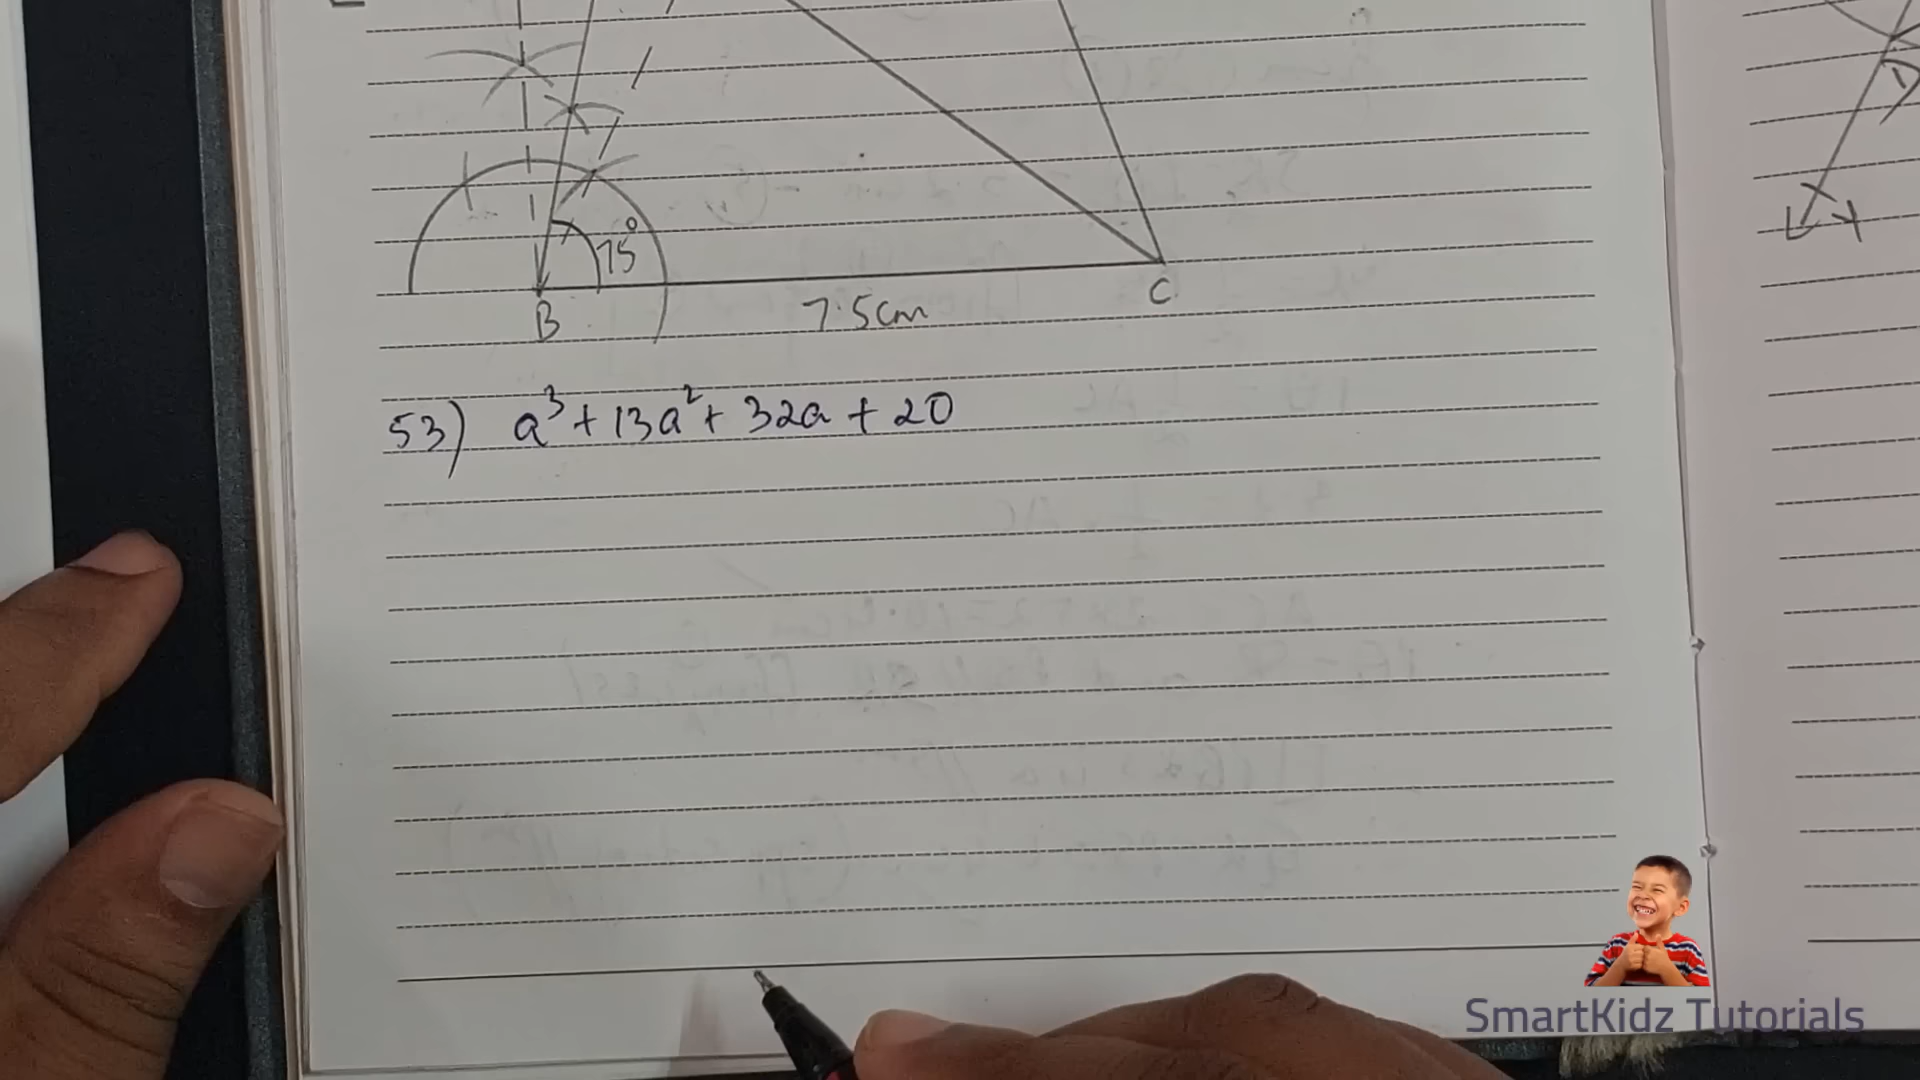 75°
B
7.5cm
C
53) a³ + 13a² + 32a + 20
SmartKidz Tutorials